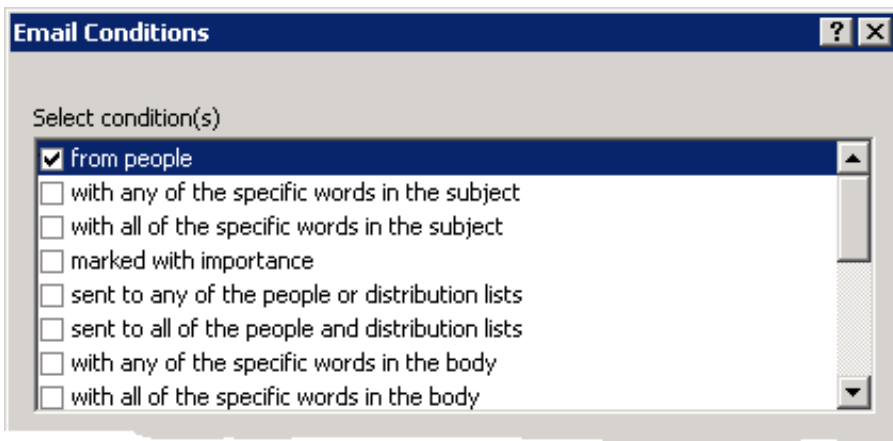 Email Conditions
Select condition(s)
from people
with any of the specific words in the subject
with all of the specific words in the subject
marked with importance
sent to any of the people or distribution lists
sent to all of the people and distribution lists
with any of the specific words in the body
with all of the specific words in the body